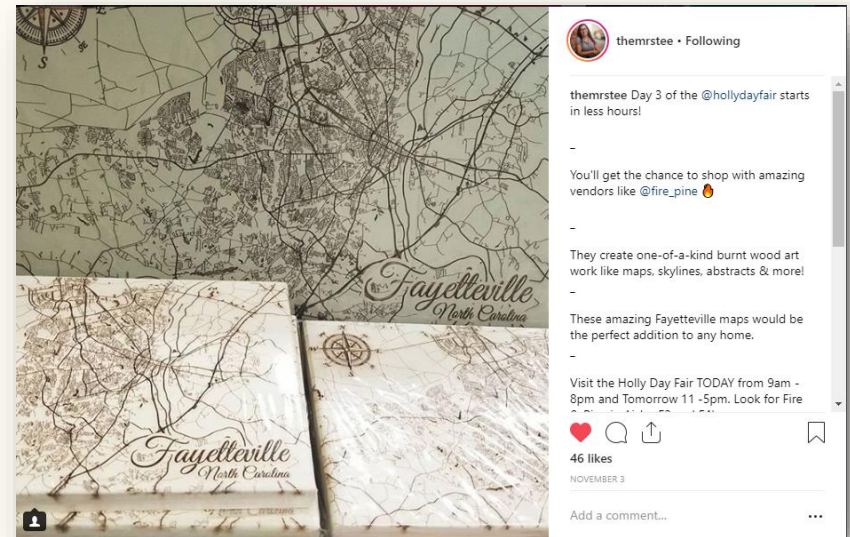 S
SE
Fayetteville
North Carolina
Fayetteville
North Carolina
themrstee • Following
themrstee Day 3 of the @hollydayfair starts
in less hours!
–
You'll get the chance to shop with amazing
vendors like @fire_pine 🔥
–
They create one-of-a-kind burnt wood art
work like maps, skylines, abstracts & more!
–
These amazing Fayetteville maps would be
the perfect addition to any home.
–
Visit the Holly Day Fair TODAY from 9am -
8pm and Tomorrow 11 -5pm. Look for Fire
46 likes
NOVEMBER 3
Add a comment...